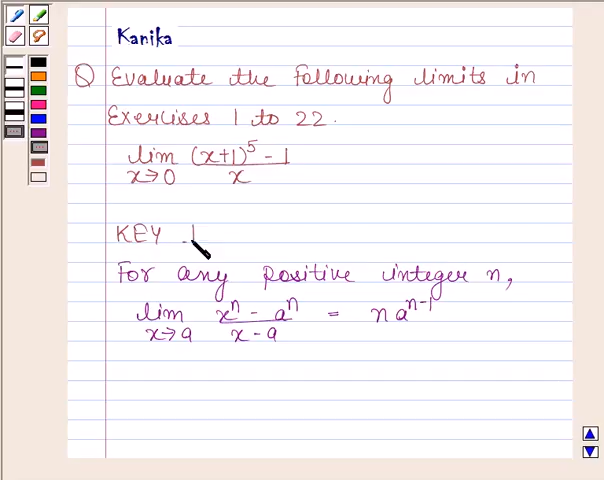 Kanika
Q Evaluate the following limits in
Exercises 1 to 22.
lim (x+1)^5 - 1
x→0 x
KEY 1
For any positive integer n,
lim x^n - a^n = n a^{n-1}
x→a x - a